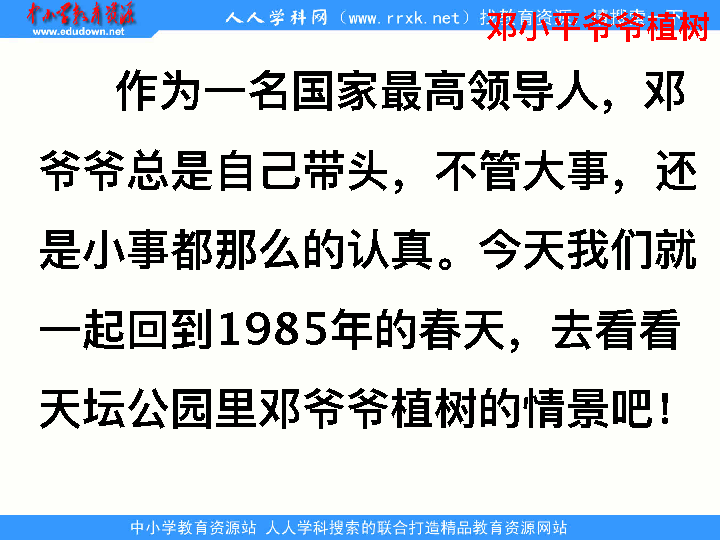 中小学教育资源
www.edudown.net
人人学科网（www.rrxk.net）找教育资源
邓小平爷爷植树
作为一名国家最高领导人，邓
爷爷总是自己带头，不管大事，还
是小事都那么的认真。今天我们就
一起回到1985年的春天，去看看
天坛公园里邓爷爷植树的情景吧！
中小学教育资源站 人人学科搜索的联合打造精品教育资源网站